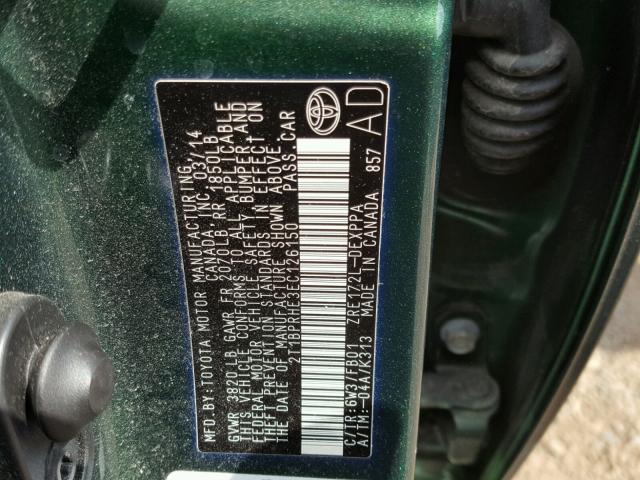 MFD BY: TOYOTA MOTOR MANUFACTURING
CANADA, INC. 03/14
GVWR 3820 LB GAWR FR 2070LB, RR 1850LB
THIS VEHICLE CONFORMS TO ALL APPLICABLE
FEDERAL MOTOR VEHICLE SAFETY BUMPER AND
THEFT PREVENTION STANDARDS IN EFFECT ON
THE DATE OF MANUFACTURE SHOWN ABOVE.
2T1BPRHE3EC126150 PASS. CAR
C/TR: 6W3/FB01 ZRE172L-DEXPPA
A/TM: -04A/K313 MADE IN CANADA 857
AD